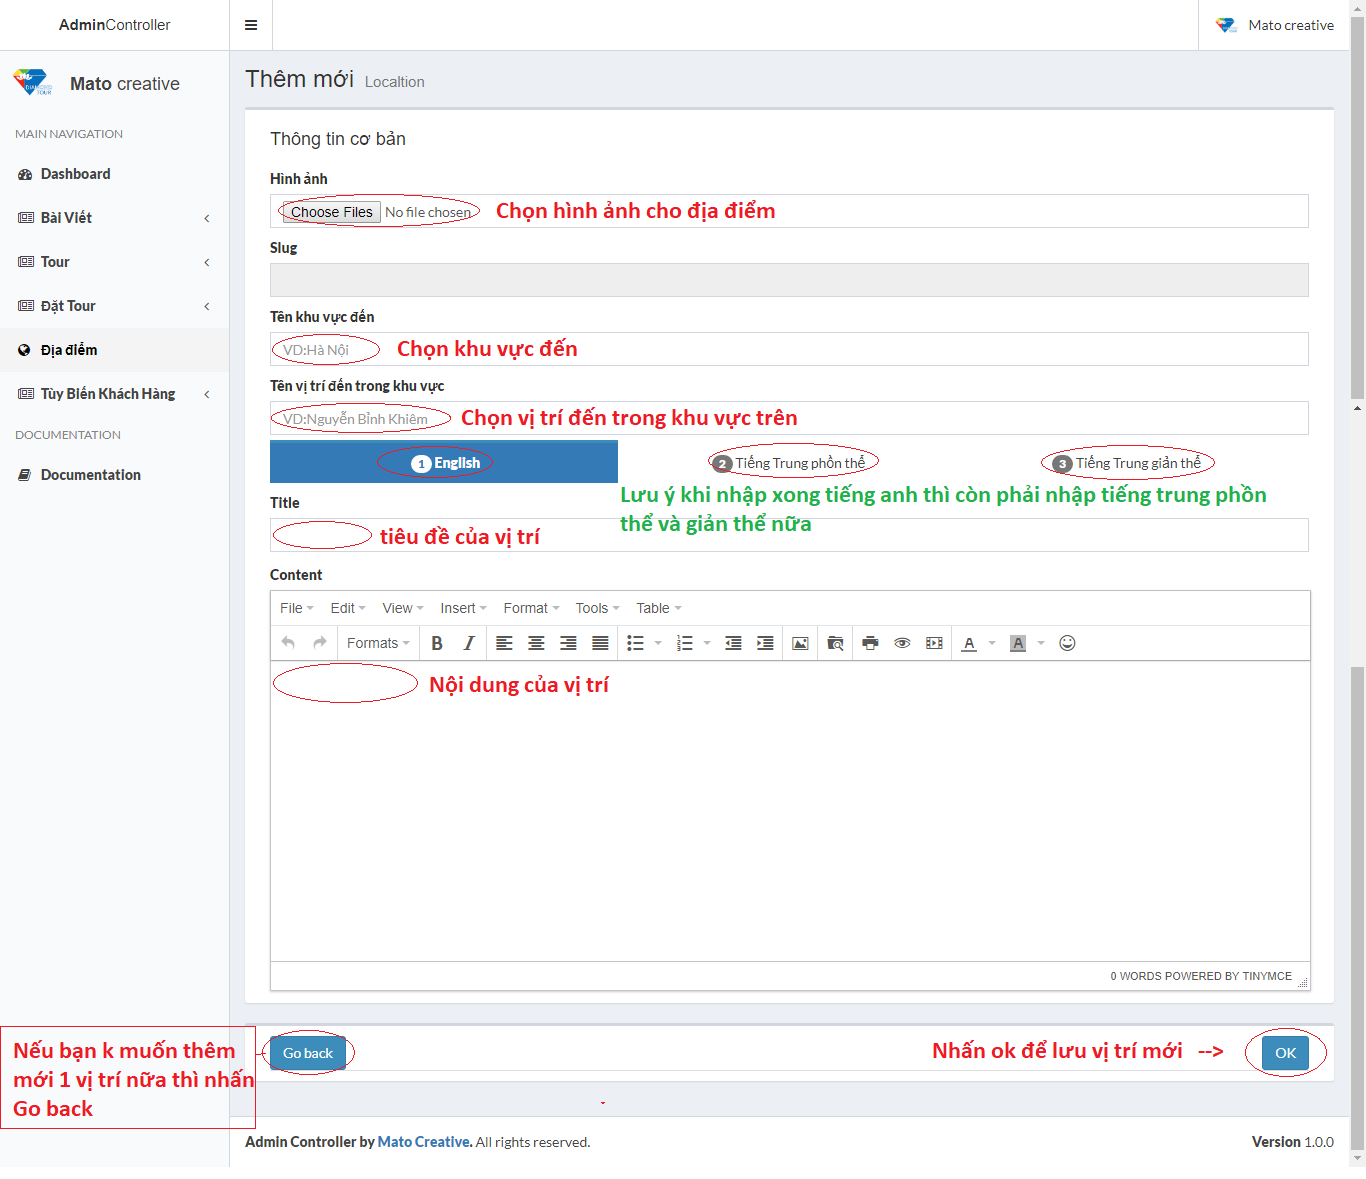 AdminController
Mato creative
Mato creative
MAIN NAVIGATION
Dashboard
Bài Viết
Tour
Đặt Tour
Địa điểm
Tùy Biến Khách Hàng
DOCUMENTATION
Documentation
Thêm mới Localtion
Thông tin cơ bản
Hình ảnh
Choose Files No file chosen
Chọn hình ảnh cho địa điểm
Slug
Tên khu vực đến
VD:Hà Nội
Chọn khu vực đến
Tên vị trí đến trong khu vực
VD:Nguyễn Bỉnh Khiêm
Chọn vị trí đến trong khu vực trên
1 English
2 Tiếng Trung phồn thể
3 Tiếng Trung giản thể
Lưu ý khi nhập xong tiếng anh thì còn phải nhập tiếng trung phồn
thể và giản thể nữa
Title
tiêu đề của vị trí
Content
File Edit View Insert Format Tools Table
Formats B I A A
Nội dung của vị trí
0 WORDS POWERED BY TINYMCE
Nếu bạn k muốn thêm
mới 1 vị trí nữa thì nhấn
Go back
Go back
Nhấn ok để lưu vị trí mới -->
OK
Admin Controller by Mato Creative. All rights reserved.
Version 1.0.0